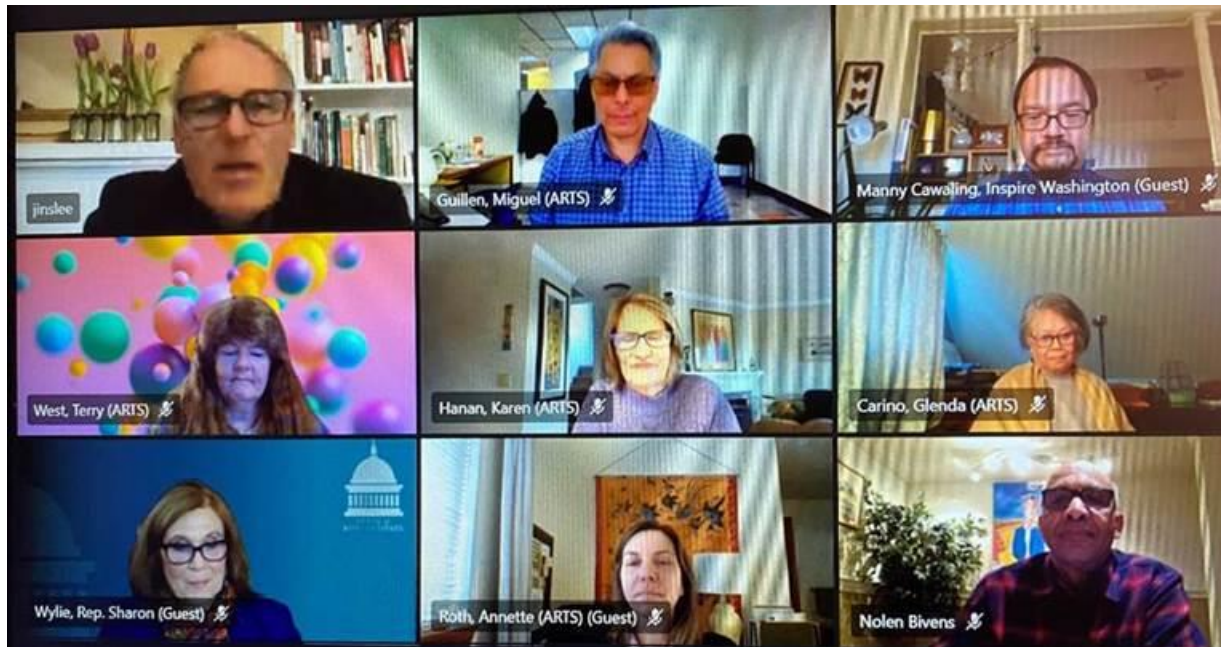 jinslee
Guillen, Miguel (ARTS)
Manny Cawaling, Inspire Washington (Guest)
West, Terry (ARTS)
Hanan, Karen (ARTS)
Carino, Glenda (ARTS)
Wylie, Rep. Sharon (Guest)
Roth, Annette (ARTS) (Guest)
Nolen Bivens